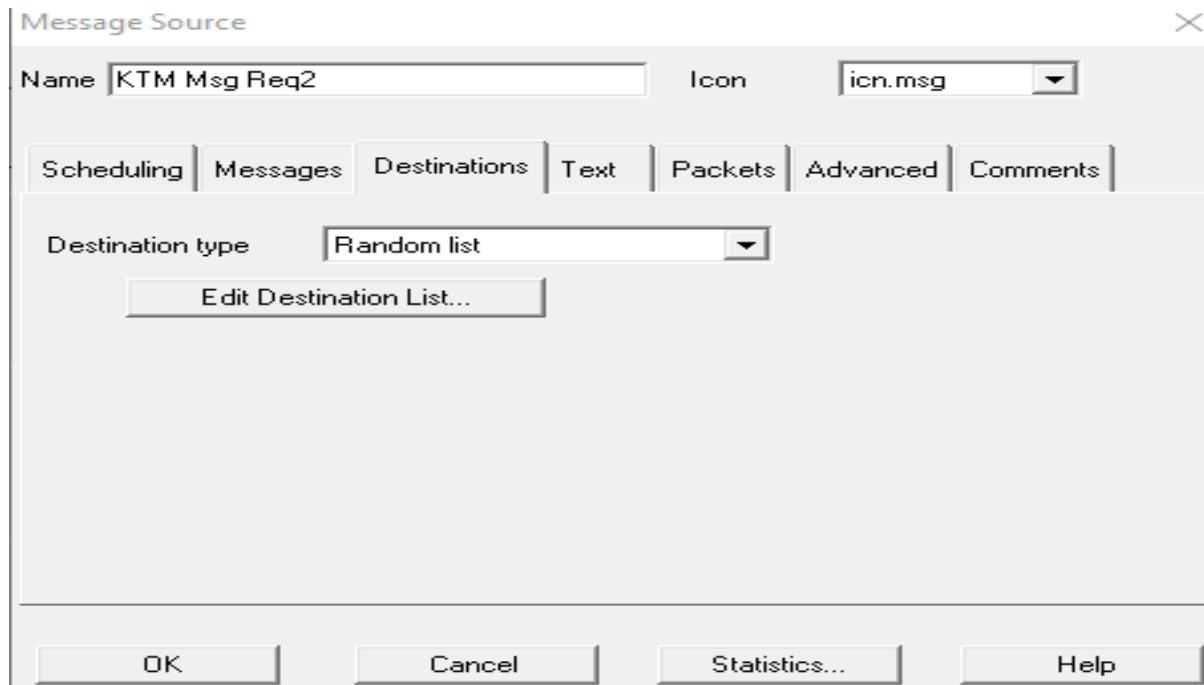 Message Source
Name KTM Msg Req2 Icon icn.msg
Scheduling Messages Destinations Text Packets Advanced Comments
Destination type Random list
Edit Destination List...
OK Cancel Statistics... Help